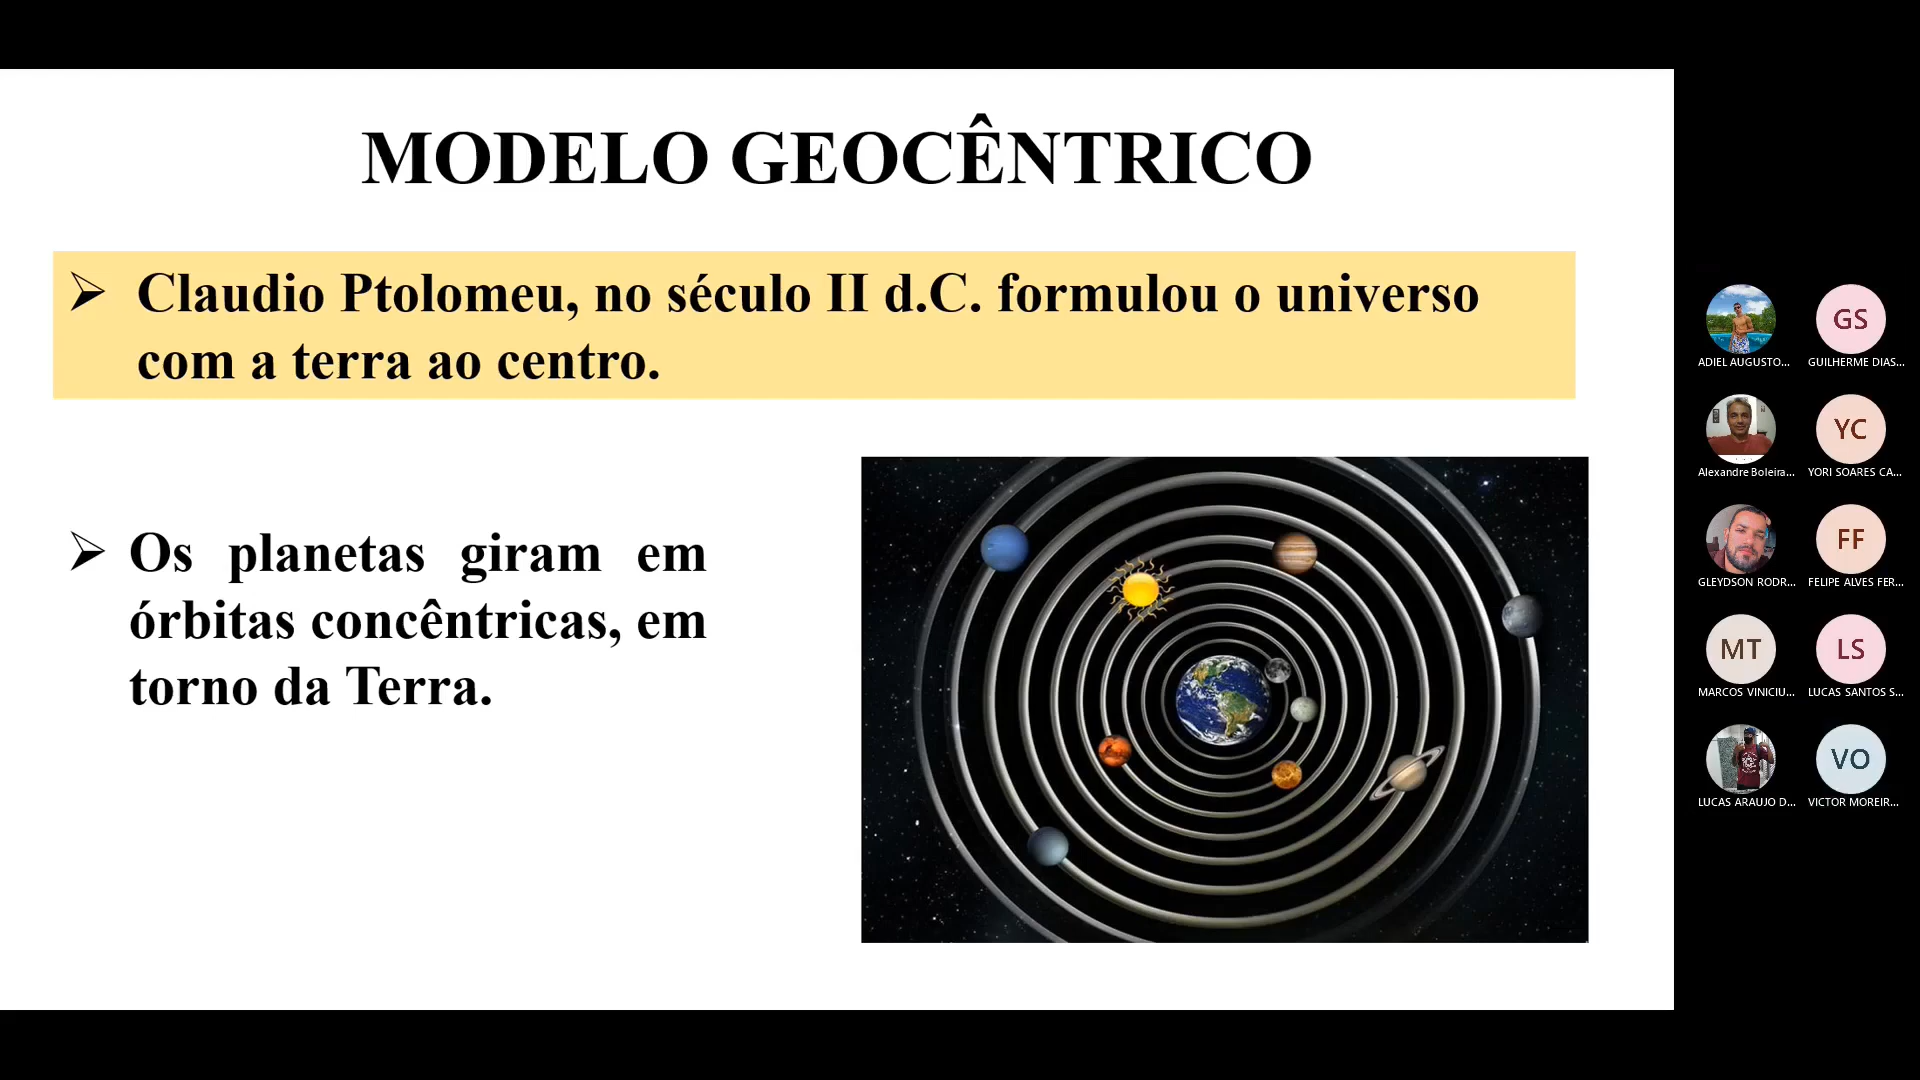 MODELO GEOCÊNTRICO
➢ Claudio Ptolomeu, no século II d.C. formulou o universo
com a terra ao centro.
➢ Os planetas giram em
órbitas concêntricas, em
torno da Terra.
GS
ADIEL AUGUSTO... GUILHERME DIAS...
YC
Alexandre Boleira... YORI SOARES CA...
FF
GLEYDSON RODR... FELIPE ALVES FER...
MT LS
MARCOS VINICIU... LUCAS SANTOS S...
VO
LUCAS ARAUJO D... VICTOR MOREIR...